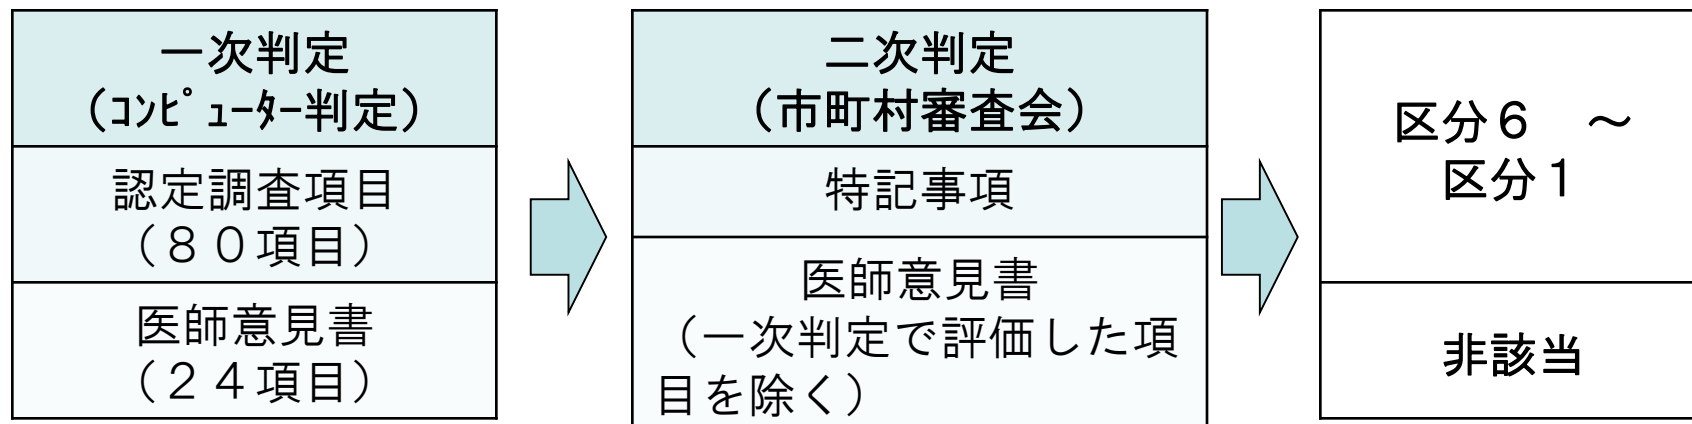 一次判定
（ｺﾝﾋﾟｭｰﾀｰ判定）
認定調査項目
（８０項目）
医師意見書
（２４項目）
二次判定
（市町村審査会）
特記事項
医師意見書
（一次判定で評価した項
目を除く）
区分６　～
区分１
非該当